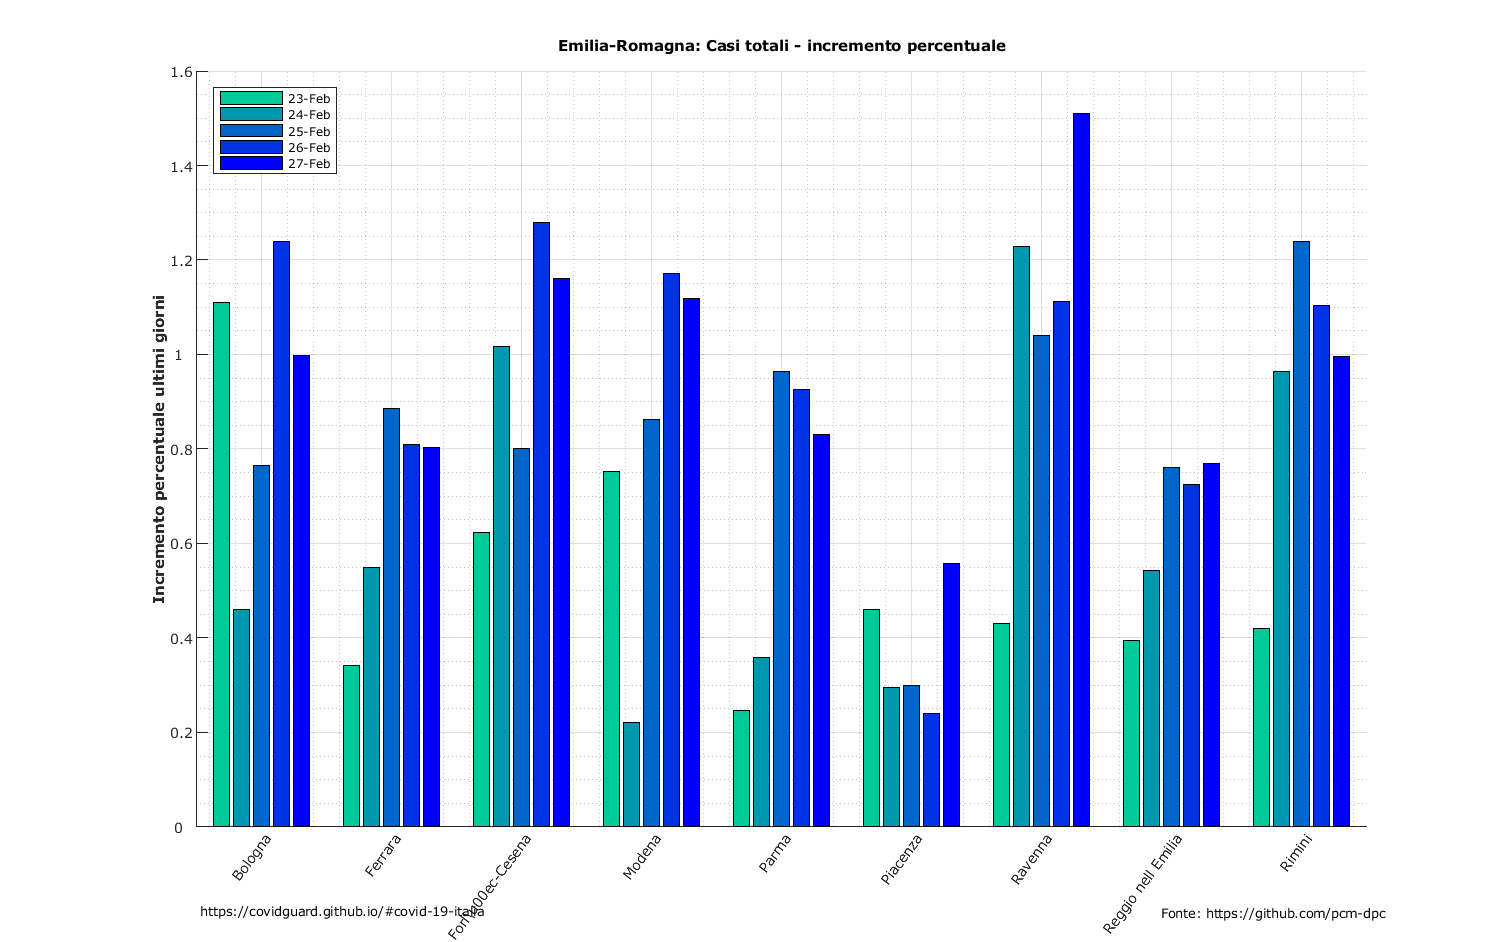 Emilia-Romagna: Casi totali - incremento percentuale
Incremento percentuale ultimi giorni
1.6
1.4
1.2
1
0.8
0.6
0.4
0.2
0
23-Feb
24-Feb
25-Feb
26-Feb
27-Feb
Bologna
Ferrara
Modena
Parma
Piacenza
Ravenna
Reggio nell Emilia
Rimini
https://covidguard.github.io/#covid-19-italia
Fonte: https://github.com/pcm-dpc